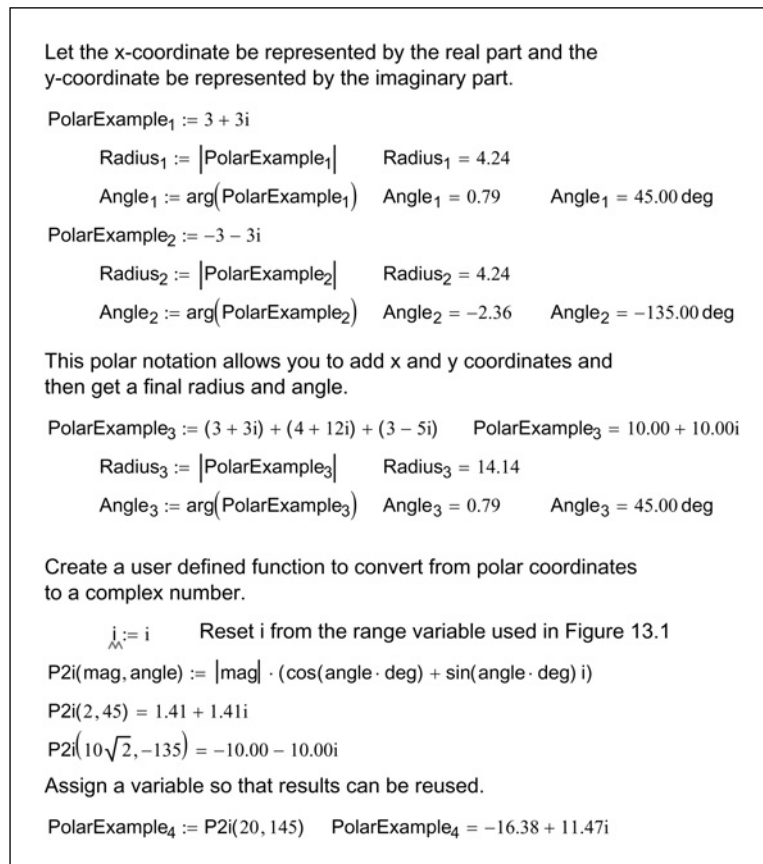 Let the x-coordinate be represented by the real part and the
y-coordinate be represented by the imaginary part.
PolarExample₁ := 3 + 3i
Radius₁ := |PolarExample₁| Radius₁ = 4.24
Angle₁ := arg(PolarExample₁) Angle₁ = 0.79 Angle₁ = 45.00 deg
PolarExample₂ := −3 − 3i
Radius₂ := |PolarExample₂| Radius₂ = 4.24
Angle₂ := arg(PolarExample₂) Angle₂ = −2.36 Angle₂ = −135.00 deg
This polar notation allows you to add x and y coordinates and
then get a final radius and angle.
PolarExample₃ := (3 + 3i) + (4 + 12i) + (3 − 5i) PolarExample₃ = 10.00 + 10.00i
Radius₃ := |PolarExample₃| Radius₃ = 14.14
Angle₃ := arg(PolarExample₃) Angle₃ = 0.79 Angle₃ = 45.00 deg
Create a user defined function to convert from polar coordinates
to a complex number.
i := i Reset i from the range variable used in Figure 13.1
P2i(mag, angle) := |mag| · (cos(angle · deg) + sin(angle · deg) i)
P2i(2, 45) = 1.41 + 1.41i
P2i(10√2, −135) = −10.00 − 10.00i
Assign a variable so that results can be reused.
PolarExample₄ := P2i(20, 145) PolarExample₄ = −16.38 + 11.47i